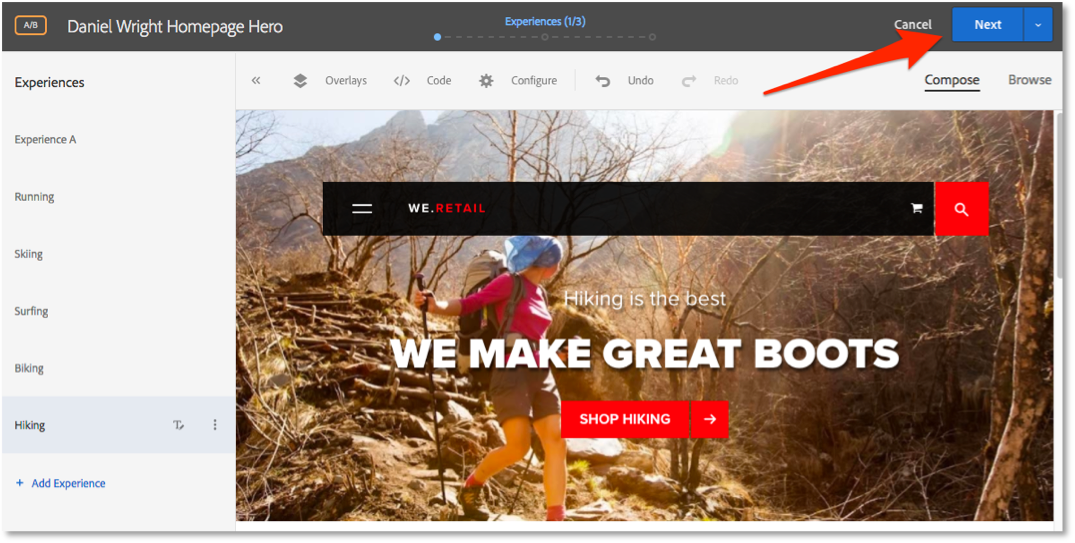 A/B
Daniel Wright Homepage Hero
Experiences (1/3)
Cancel
Next
Experiences
Overlays
Code
Configure
Undo
Redo
Compose
Browse
Experience A
Running
Skiing
Surfing
Biking
Hiking
+ Add Experience
WE.RETAIL
Hiking is the best
WE MAKE GREAT BOOTS
SHOP HIKING